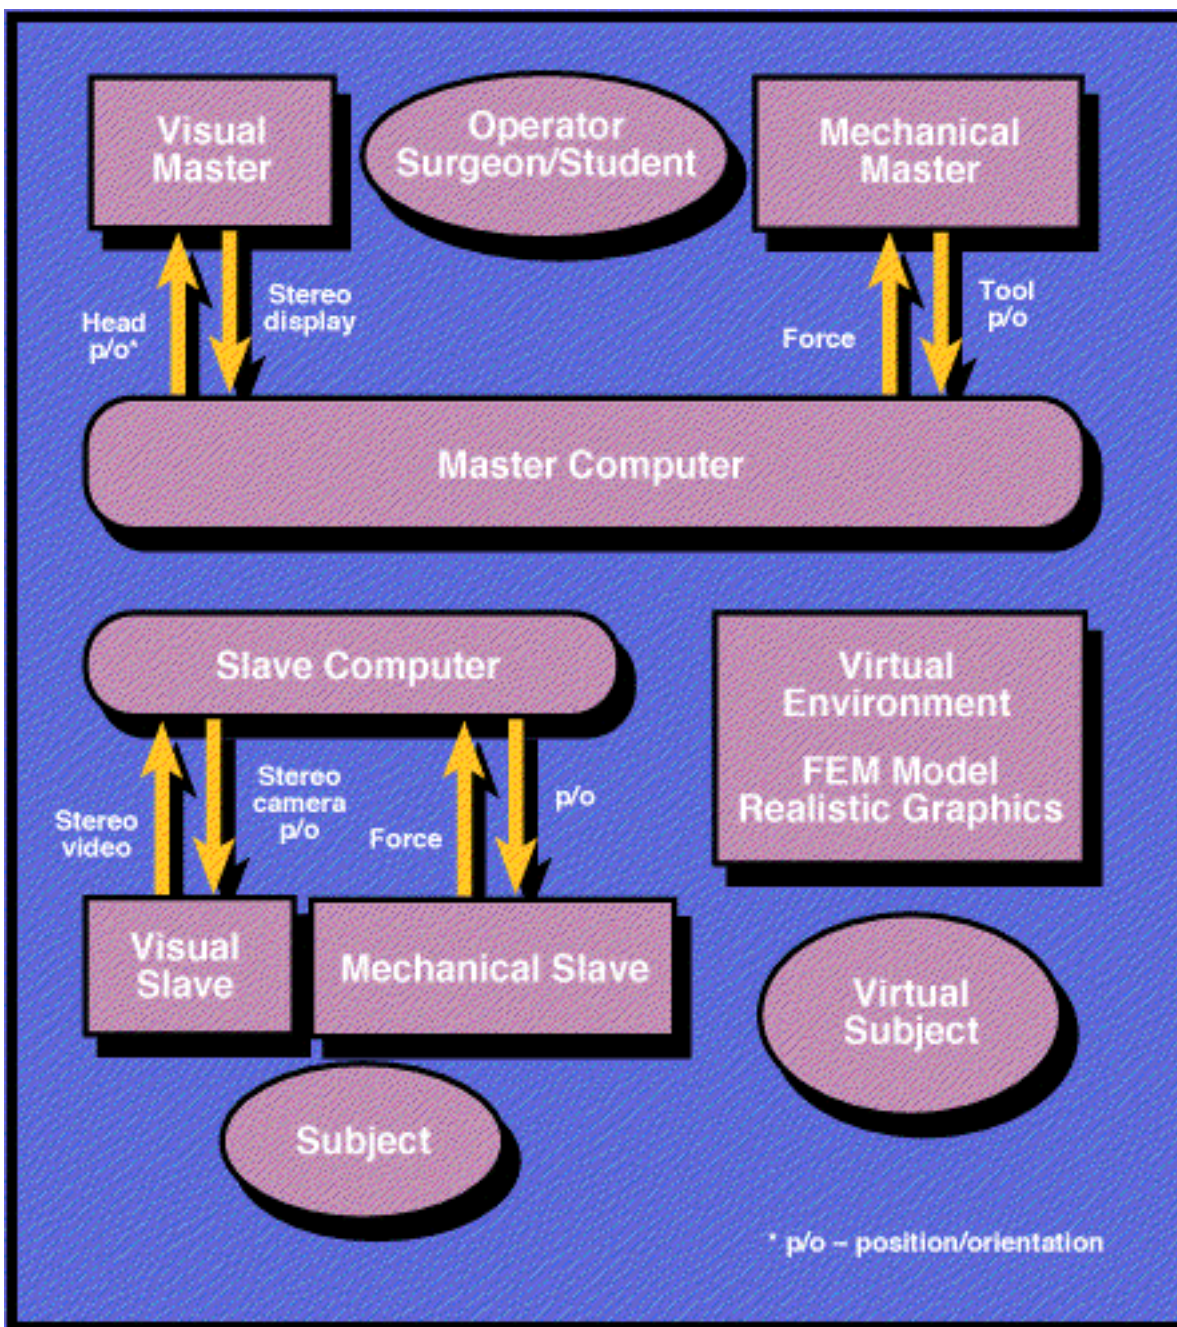 Visual
Master
Operator
Surgeon/Student
Mechanical
Master
Head
p/o*
Stereo
display
Force
Tool
p/o
Master Computer
Slave Computer
Virtual
Environment
FEM Model
Realistic Graphics
Stereo
video
Stereo
camera
p/o
Force
p/o
Visual
Slave
Mechanical Slave
Virtual
Subject
Subject
* p/o – position/orientation